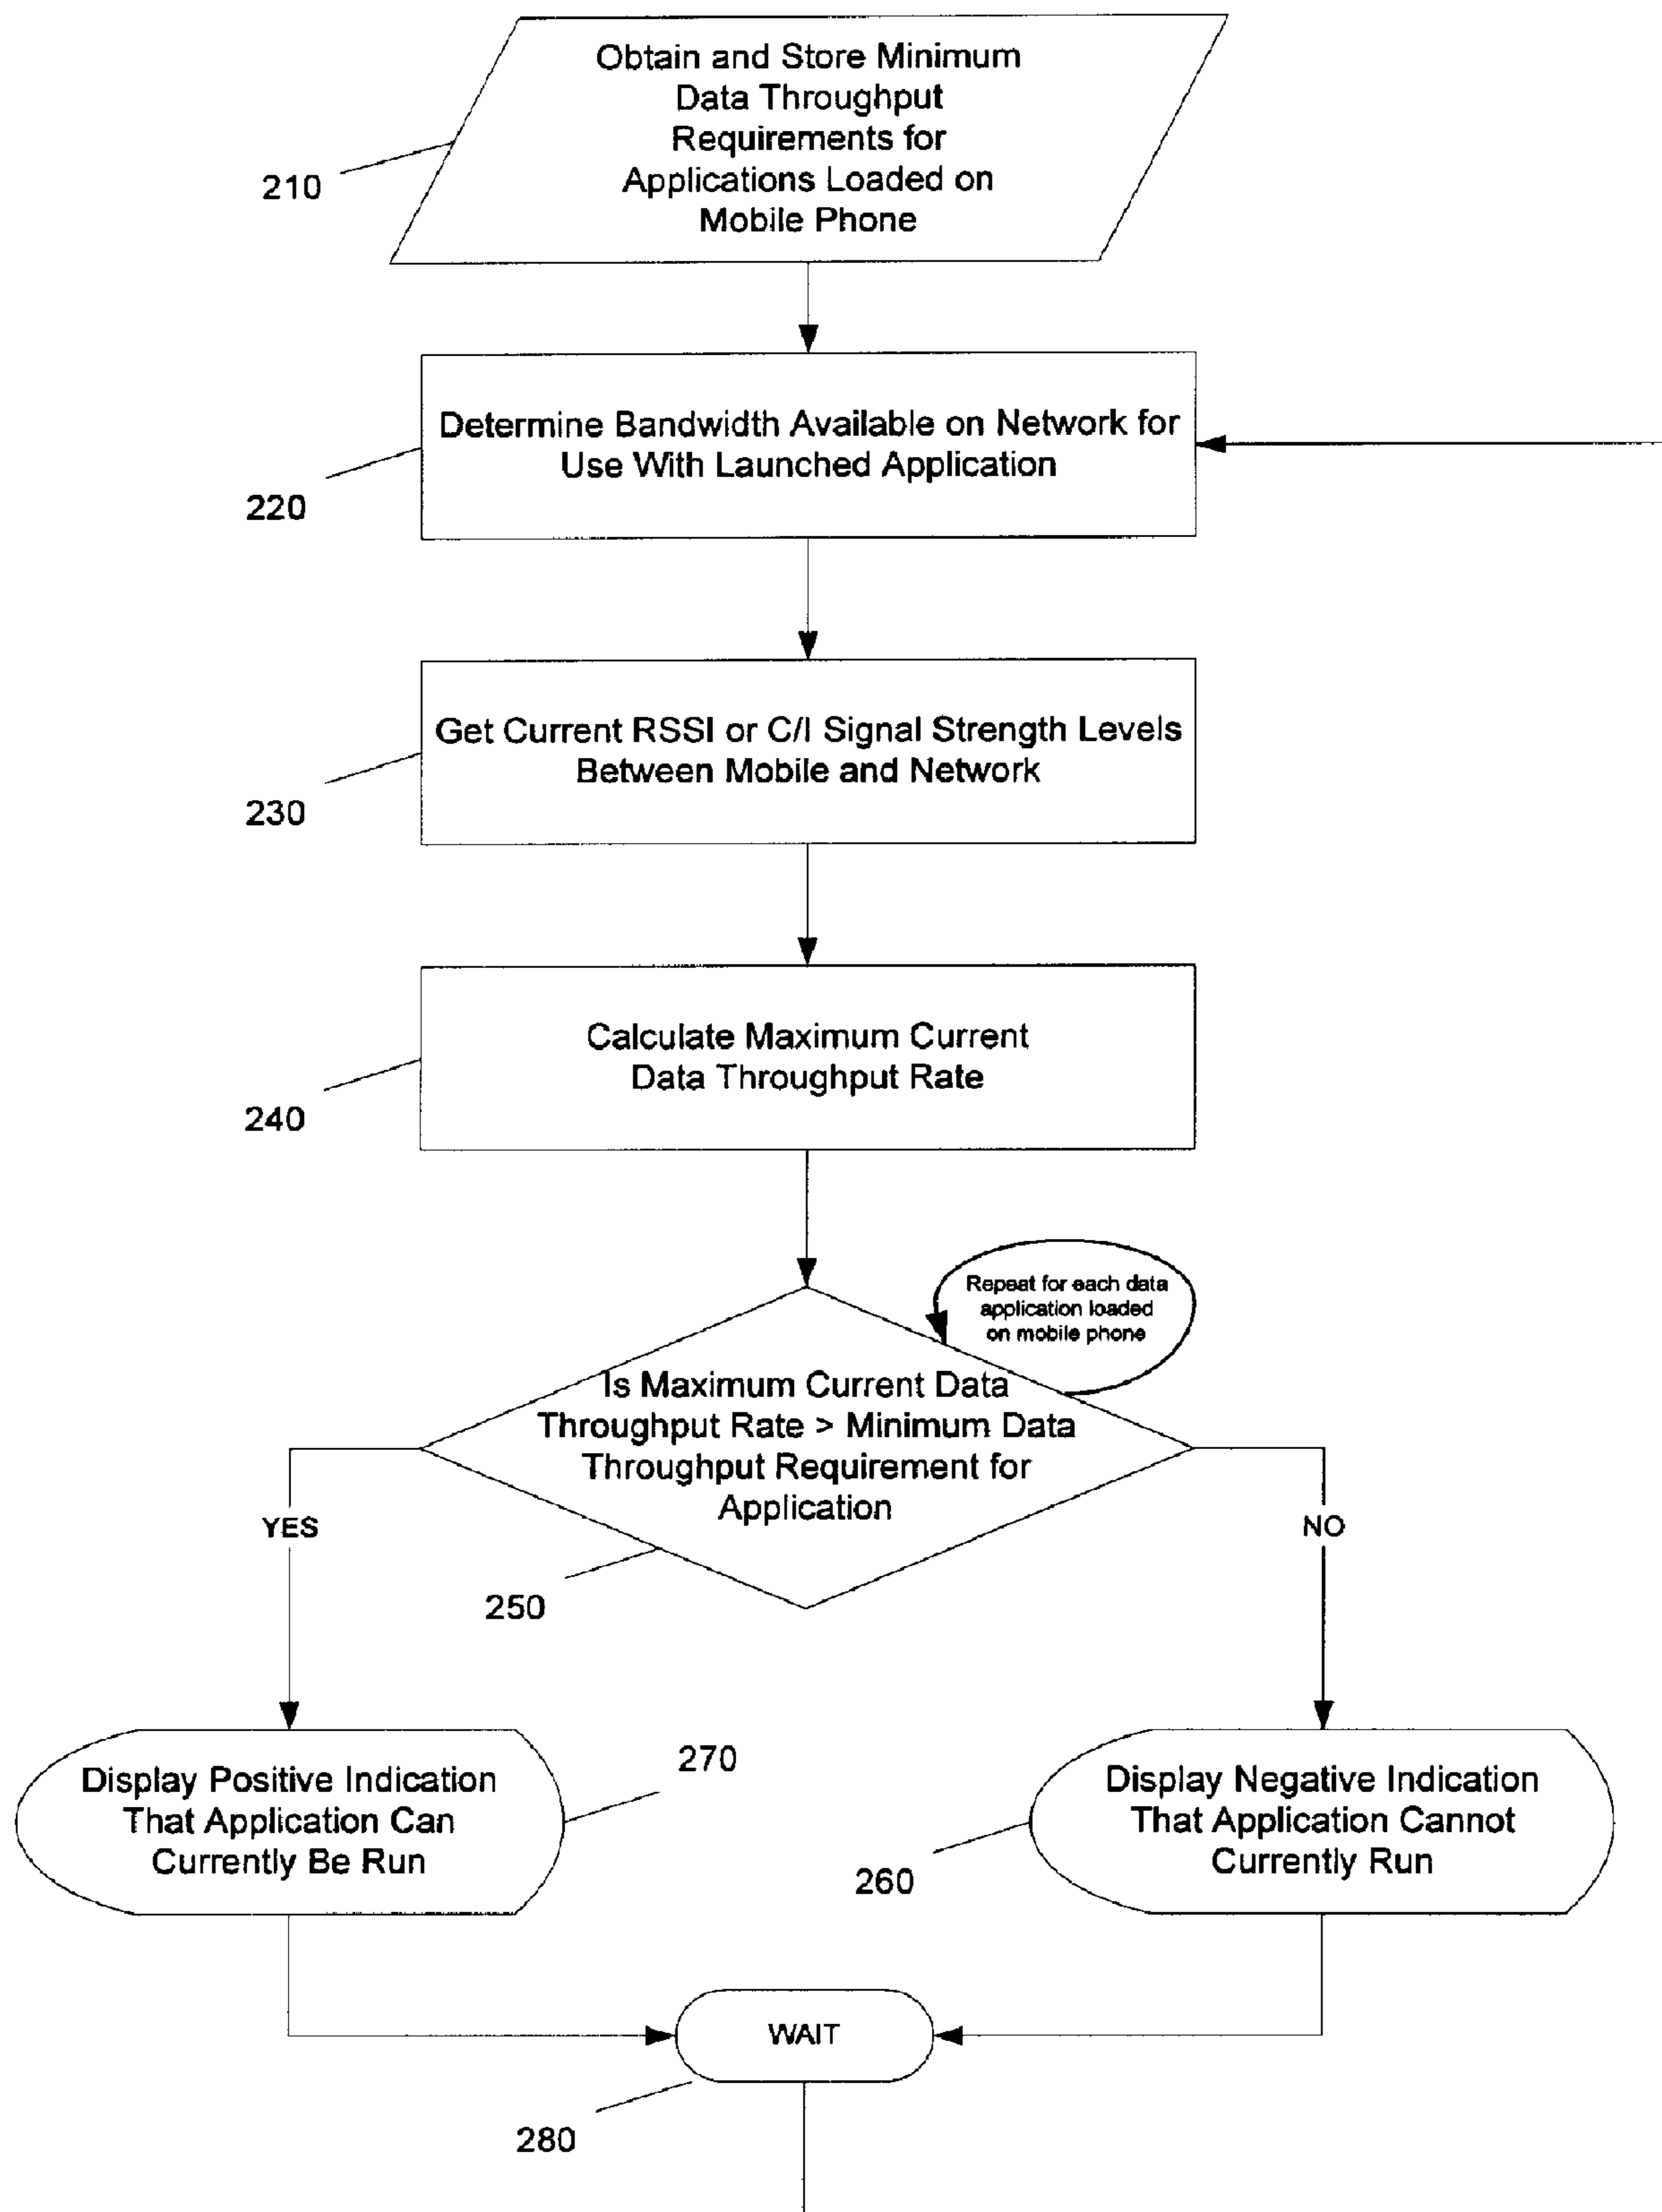 Obtain and Store Minimum
Data Throughput
Requirements for
Applications Loaded on
Mobile Phone
210
Determine Bandwidth Available on Network for
Use With Launched Application
220
Get Current RSSI or C/I Signal Strength Levels
Between Mobile and Network
230
Calculate Maximum Current
Data Throughput Rate
240
Repeat for each data
application loaded
on mobile phone
Is Maximum Current Data
Throughput Rate > Minimum Data
Throughput Requirement for
Application
YES
NO
250
Display Positive Indication
That Application Can
Currently Be Run
270
Display Negative Indication
That Application Cannot
Currently Run
260
WAIT
280